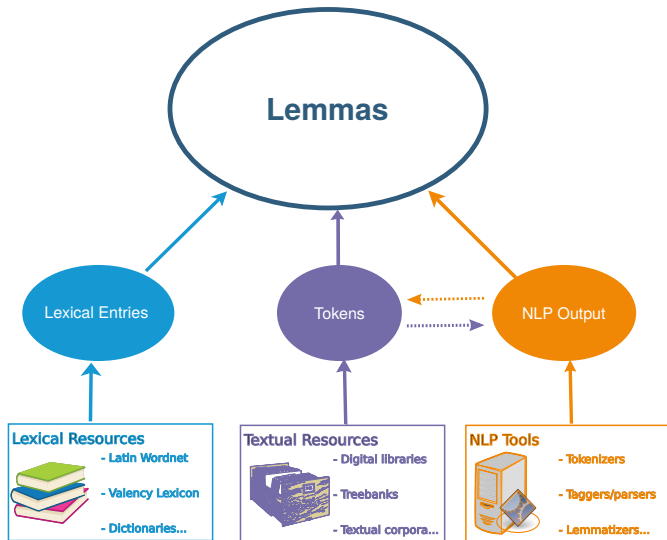 Lemmas
Lexical Entries
Tokens
NLP Output
Lexical Resources
- Latin Wordnet
- Valency Lexicon
- Dictionaries...
Textual Resources
- Digital libraries
- Treebanks
- Textual corpora...
NLP Tools
- Tokenizers
- Taggers/parsers
- Lemmatizers...